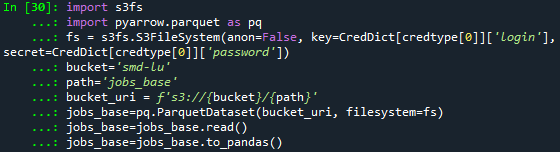 In [30]: import s3fs
    ...: import pyarrow.parquet as pq
    ...: fs = s3fs.S3FileSystem(anon=False, key=CredDict[credtype[0]]['login'],
secret=CredDict[credtype[0]]['password'])
    ...: bucket='smd-lu'
    ...: path='jobs_base'
    ...: bucket_uri = f's3://{bucket}/{path}'
    ...: jobs_base=pq.ParquetDataset(bucket_uri, filesystem=fs)
    ...: jobs_base=jobs_base.read()
    ...: jobs_base=jobs_base.to_pandas()